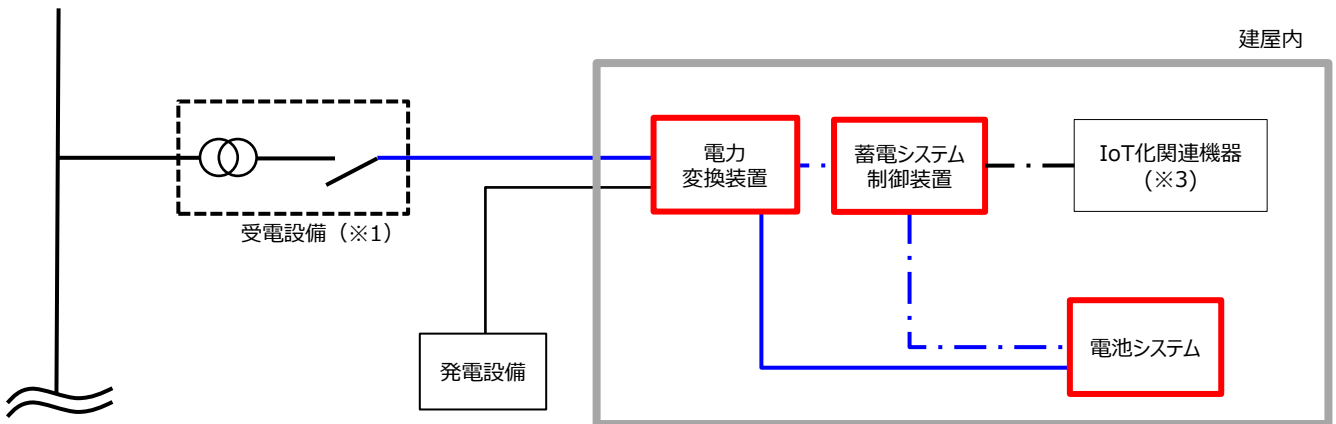 建屋内
電力
変換装置
蓄電システム
制御装置
IoT化関連機器
(※3)
受電設備（※1）
発電設備
電池システム